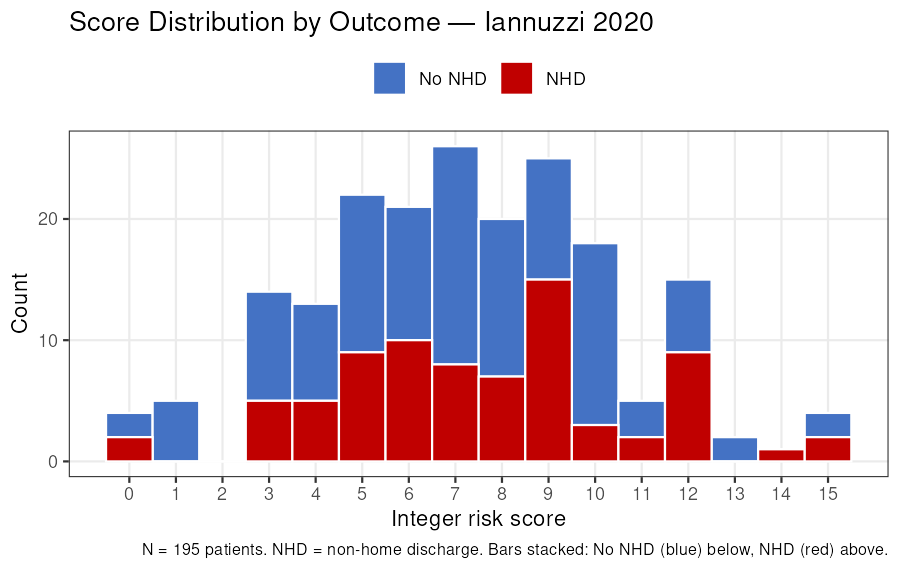 Score Distribution by Outcome — Iannuzzi 2020
No NHD NHD
Count
20
10
0
0 1 2 3 4 5 6 7 8 9 10 11 12 13 14 15
Integer risk score
N = 195 patients. NHD = non-home discharge. Bars stacked: No NHD (blue) below, NHD (red) above.